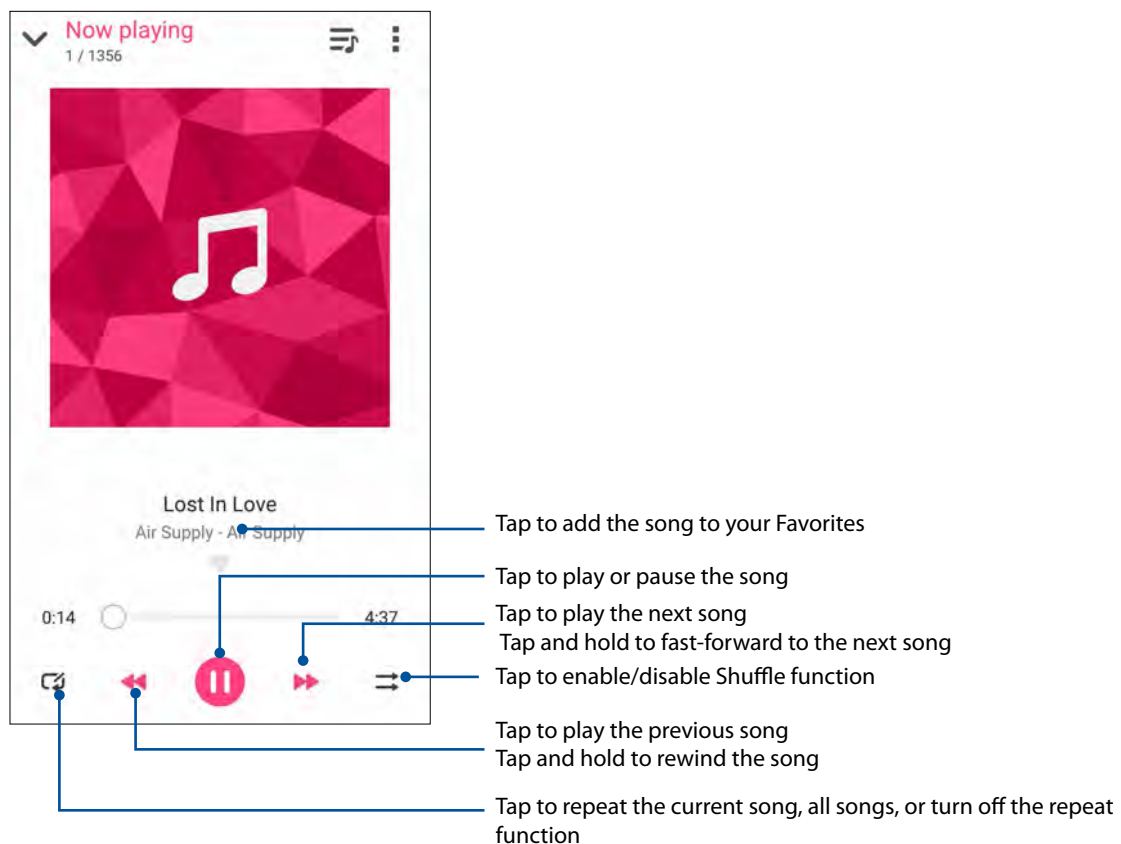 Now playing
1 / 1356
Lost In Love
Air Supply - Air Supply
Tap to add the song to your Favorites
Tap to play or pause the song
0:14
4:37
Tap to play the next song
Tap and hold to fast-forward to the next song
Tap to enable/disable Shuffle function
Tap to play the previous song
Tap and hold to rewind the song
Tap to repeat the current song, all songs, or turn off the repeat
function